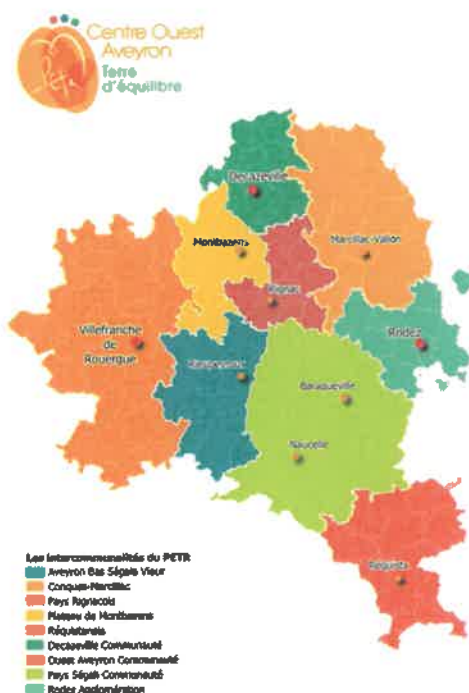 Centre Ouest
Aveyron
Terre
d'équilibre
Decazeville
Montbazens
Marcillac-Vallon
Rignac
Villefranche
de
Rouergue
Rodez
Baraqueville
Naucelle
Réquista
Les intercommunalités du PETR
Aveyron Bas Ségala Viaur
Conques-Marcillac
Pays Rignacois
Plateau de Montbazens
Réquistanais
Decazeville Communauté
Ouest Aveyron Communauté
Pays Ségali Communauté
Rodez Agglomération